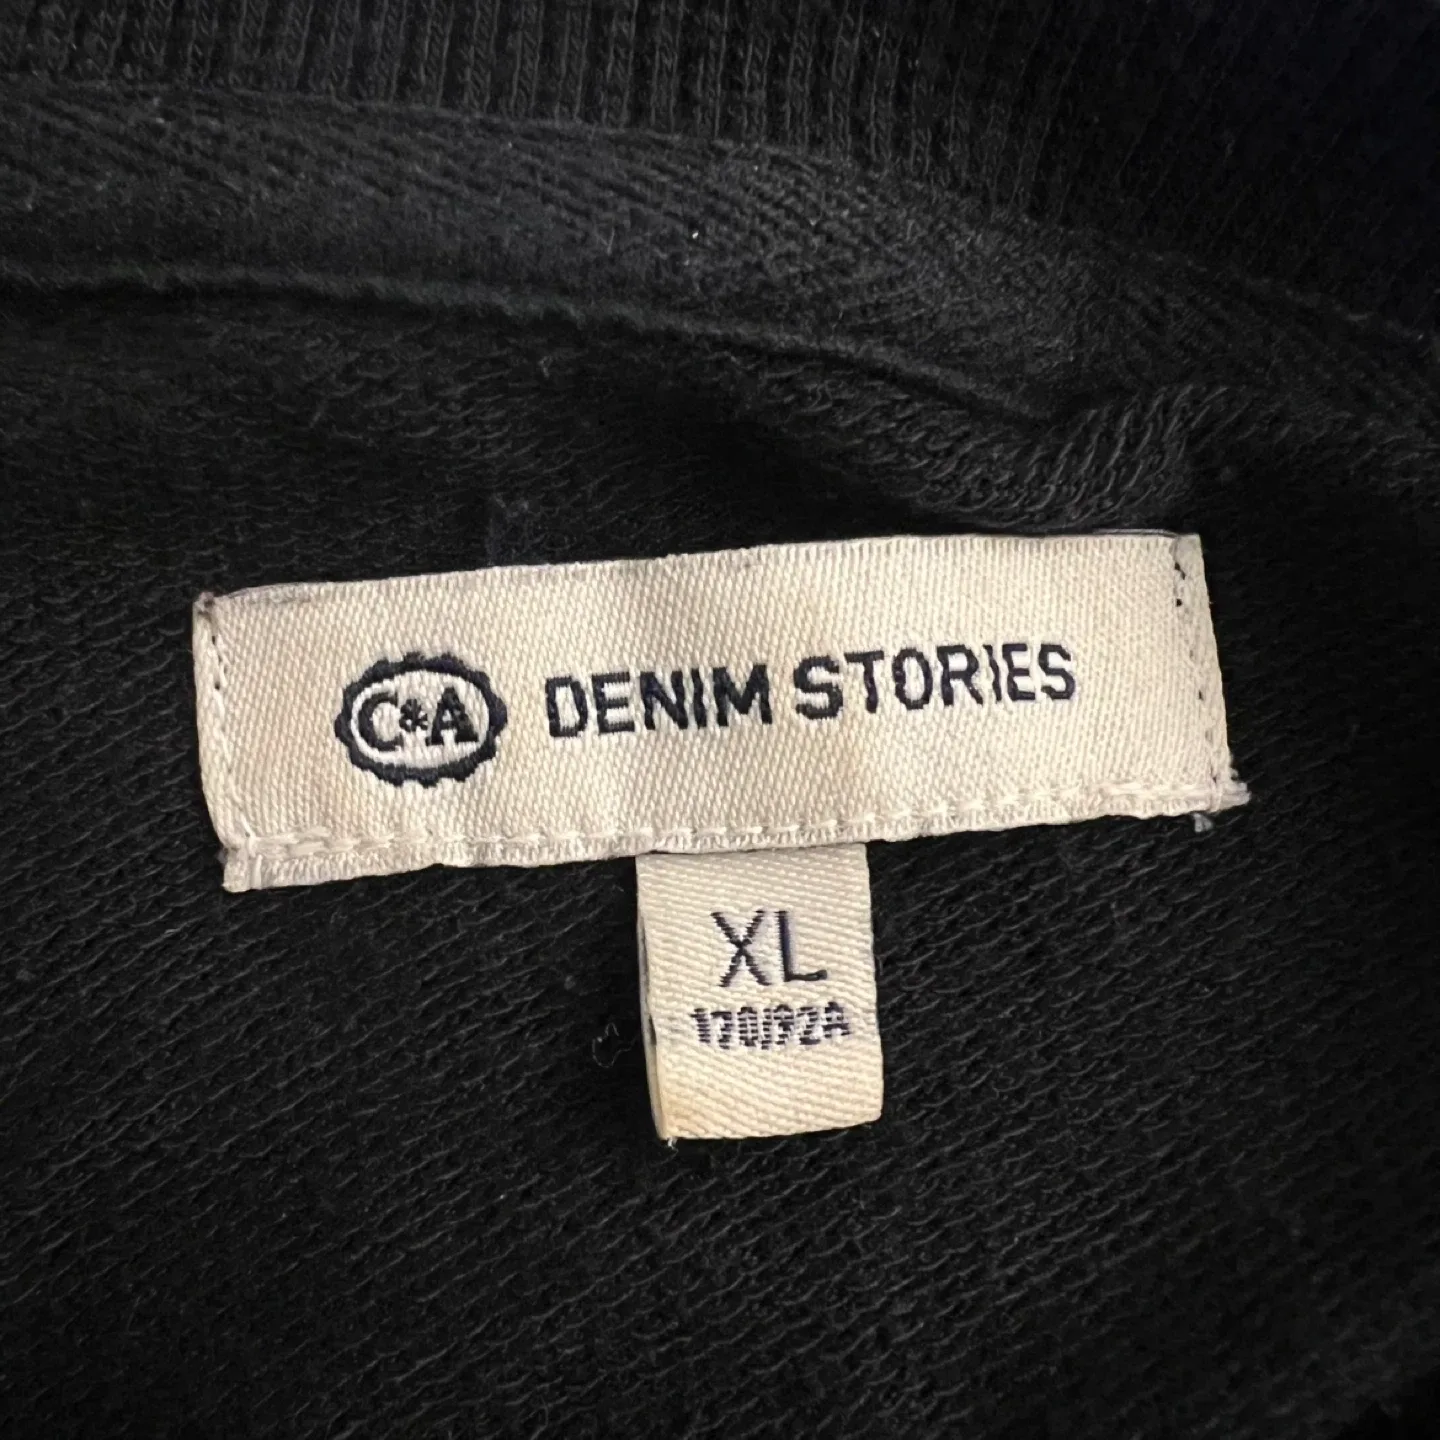 C&A DENIM STORIES
XL
170/92A